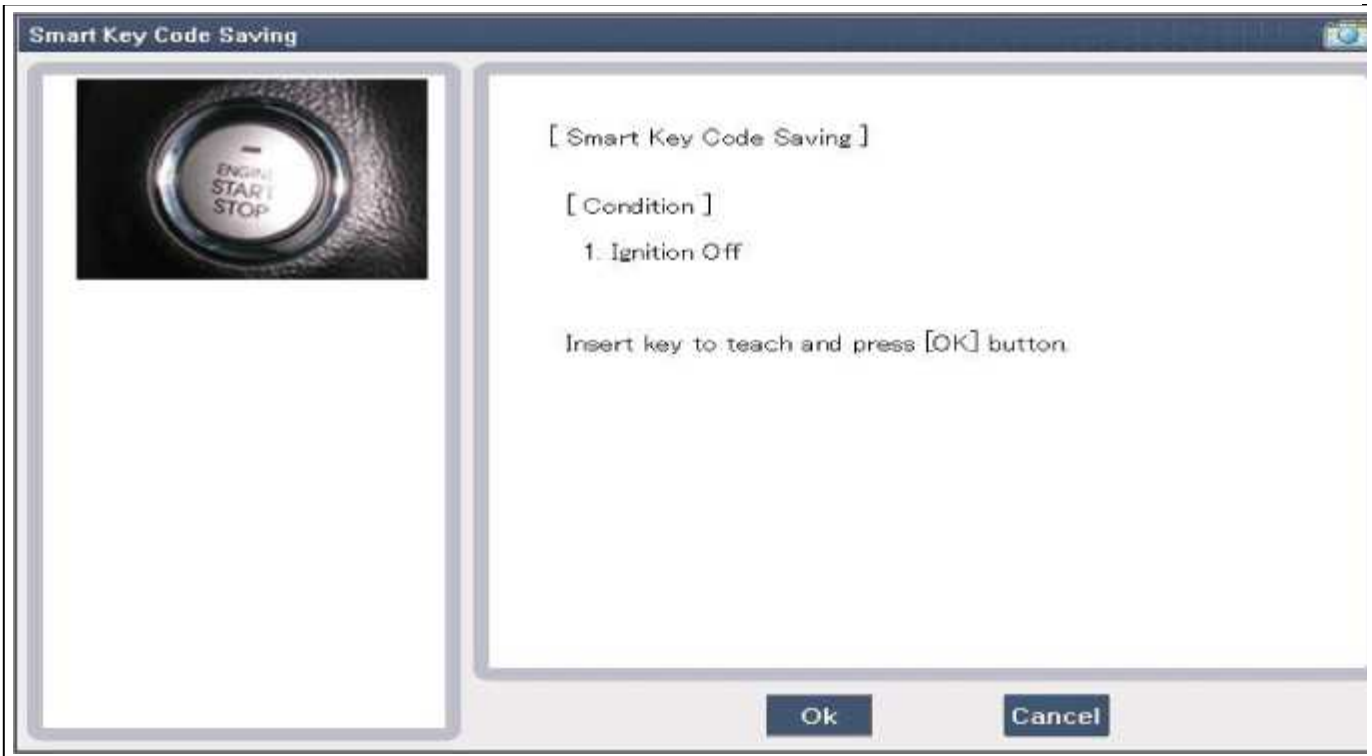 Smart Key Code Saving
ENGINE
START
STOP
[ Smart Key Code Saving ]
[ Condition ]
1. Ignition Off
Insert key to teach and press [OK] button.
Ok
Cancel